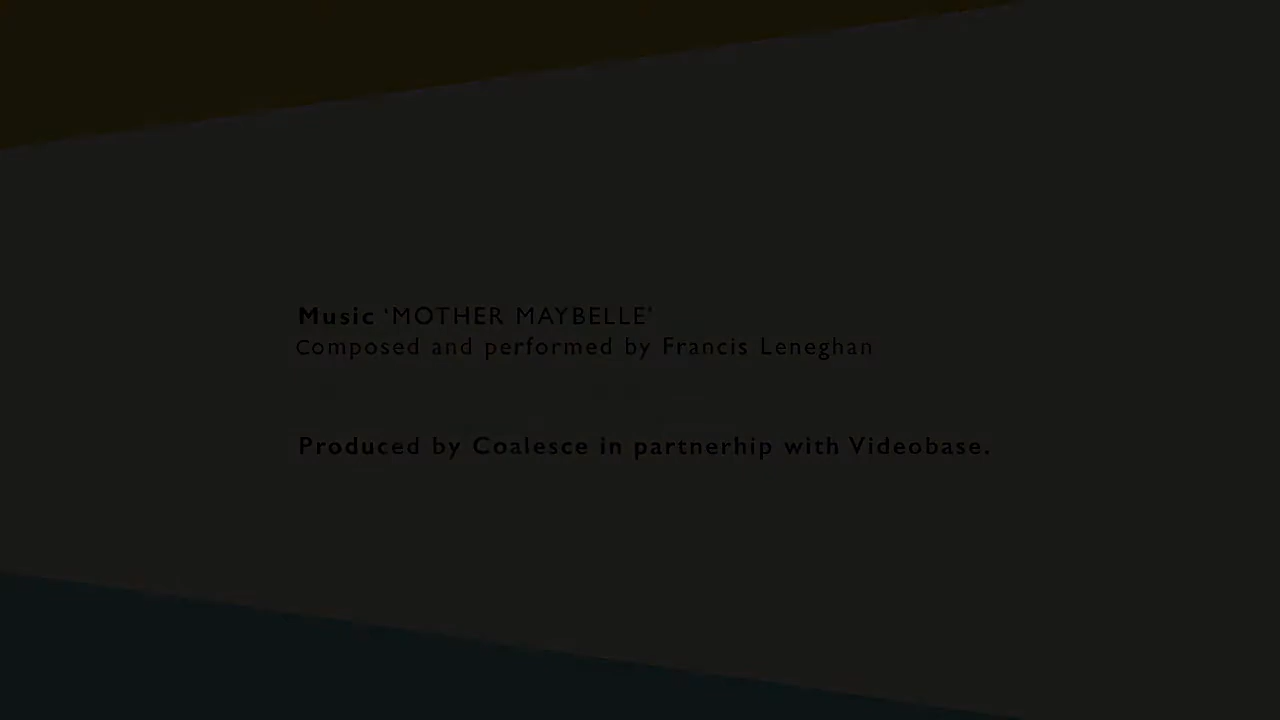 Music ‘MOTHER MAYBELLE’
Composed and performed by Francis Leneghan
Produced by Coalesce in partnerhip with Videobase.